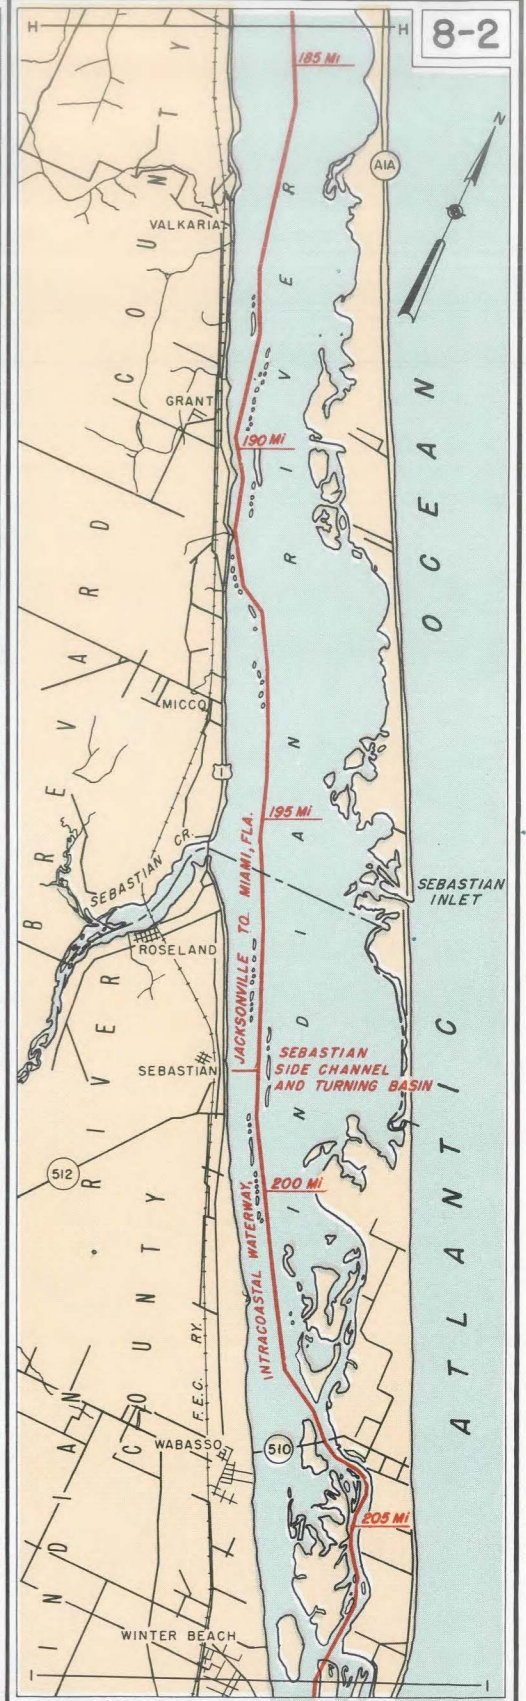 H H
8-2
185 Mi
N
A1A
VALKARIA
GRANT
190 Mi
MICCO
1
195 Mi
SEBASTIAN CR.
SEBASTIAN
INLET
ROSELAND
SEBASTIAN
SEBASTIAN
SIDE CHANNEL
AND TURNING BASIN
512
200 Mi
INTRACOASTAL WATERWAY, JACKSONVILLE TO MIAMI, FLA.
F.E.C. RY.
WABASSO
510
205 Mi
WINTER BEACH
BREVARD COUNTY
INDIAN RIVER COUNTY
INDIAN RIVER
ATLANTIC OCEAN
I I